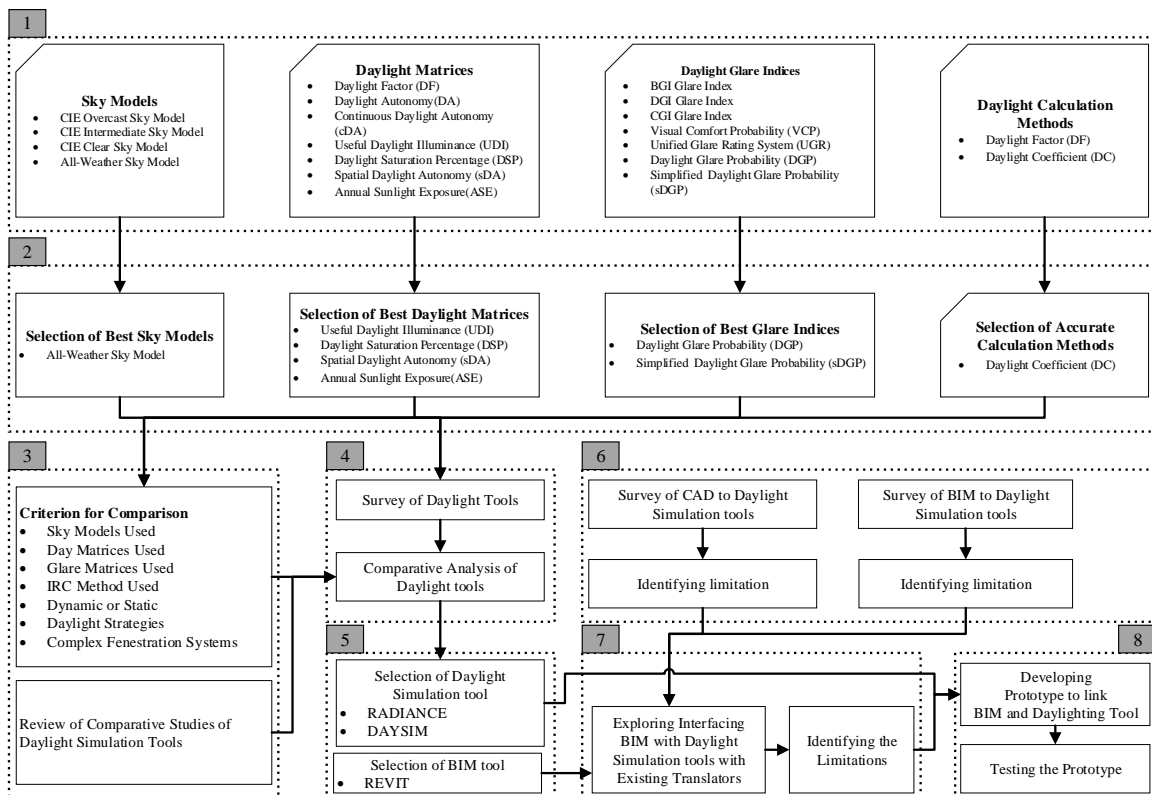 1
Sky Models
• CIE Overcast Sky Model
• CIE Intermediate Sky Model
• CIE Clear Sky Model
• All-Weather Sky Model
Daylight Matrices
• Daylight Factor (DF)
• Daylight Autonomy(DA)
• Continuous Daylight Autonomy
(cDA)
• Useful Daylight Illuminance (UDI)
• Daylight Saturation Percentage (DSP)
• Spatial Daylight Autonomy (sDA)
• Annual Sunlight Exposure(ASE)
Daylight Glare Indices
• BGI Glare Index
• DGI Glare Index
• CGI Glare Index
• Visual Comfort Probability (VCP)
• Unified Glare Rating System (UGR)
• Daylight Glare Probability (DGP)
• Simplified Daylight Glare Probability
(sDGP)
Daylight Calculation
Methods
• Daylight Factor (DF)
• Daylight Coefficient (DC)
2
Selection of Best Sky Models
• All-Weather Sky Model
Selection of Best Daylight Matrices
• Useful Daylight Illuminance (UDI)
• Daylight Saturation Percentage (DSP)
• Spatial Daylight Autonomy (sDA)
• Annual Sunlight Exposure(ASE)
Selection of Best Glare Indices
• Daylight Glare Probability (DGP)
• Simplified Daylight Glare Probability (sDGP)
Selection of Accurate
Calculation Methods
• Daylight Coefficient (DC)
3
Criterion for Comparison
• Sky Models Used
• Day Matrices Used
• Glare Matrices Used
• IRC Method Used
• Dynamic or Static
• Daylight Strategies
• Complex Fenestration Systems
Review of Comparative Studies of
Daylight Simulation Tools
4
Survey of Daylight Tools
Comparative Analysis of
Daylight tools
5
Selection of Daylight
Simulation tool
• RADIANCE
• DAYSIM
Selection of BIM tool
• REVIT
6
Survey of CAD to Daylight
Simulation tools
Identifying limitation
Survey of BIM to Daylight
Simulation tools
Identifying limitation
7
Exploring Interfacing
BIM with Daylight
Simulation tools with
Existing Translators
Identifying the
Limitations
8
Developing
Prototype to link
BIM and Daylighting Tool
Testing the Prototype